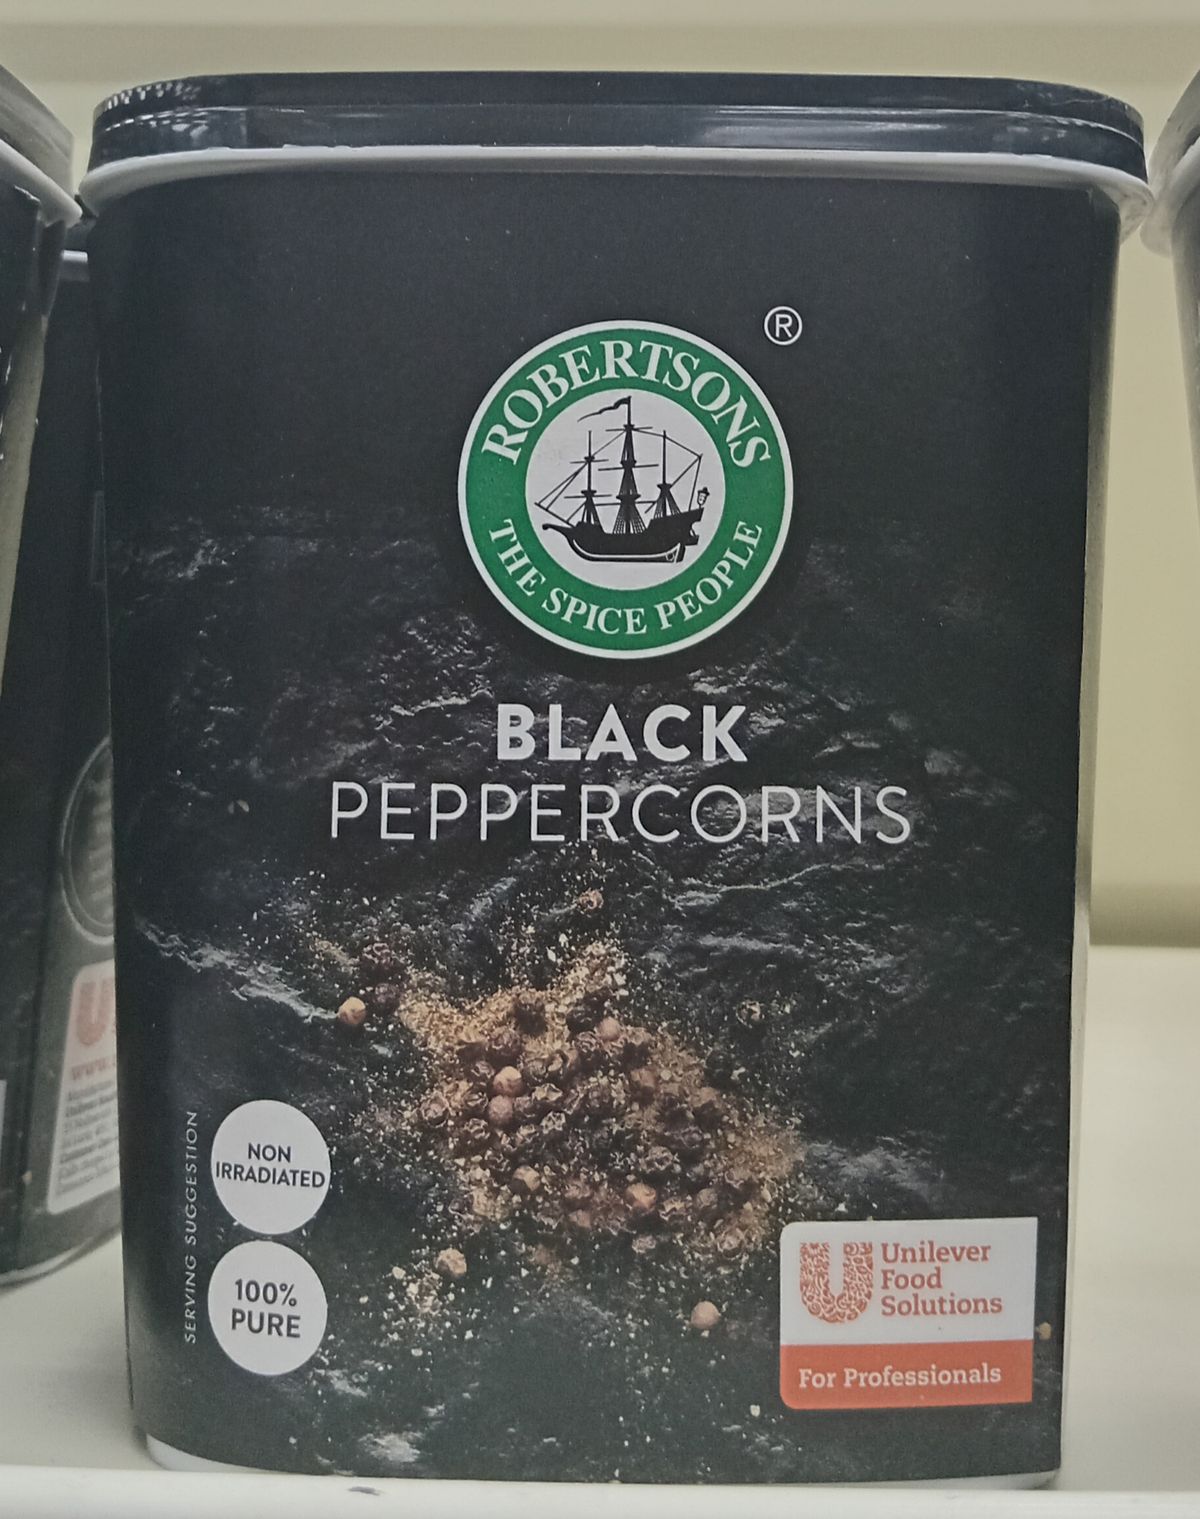 ®
ROBERTSONS
THE SPICE PEOPLE
BLACK
PEPPERCORNS
SERVING SUGGESTION
NON
IRRADIATED
100%
PURE
Unilever
Food
Solutions
For Professionals